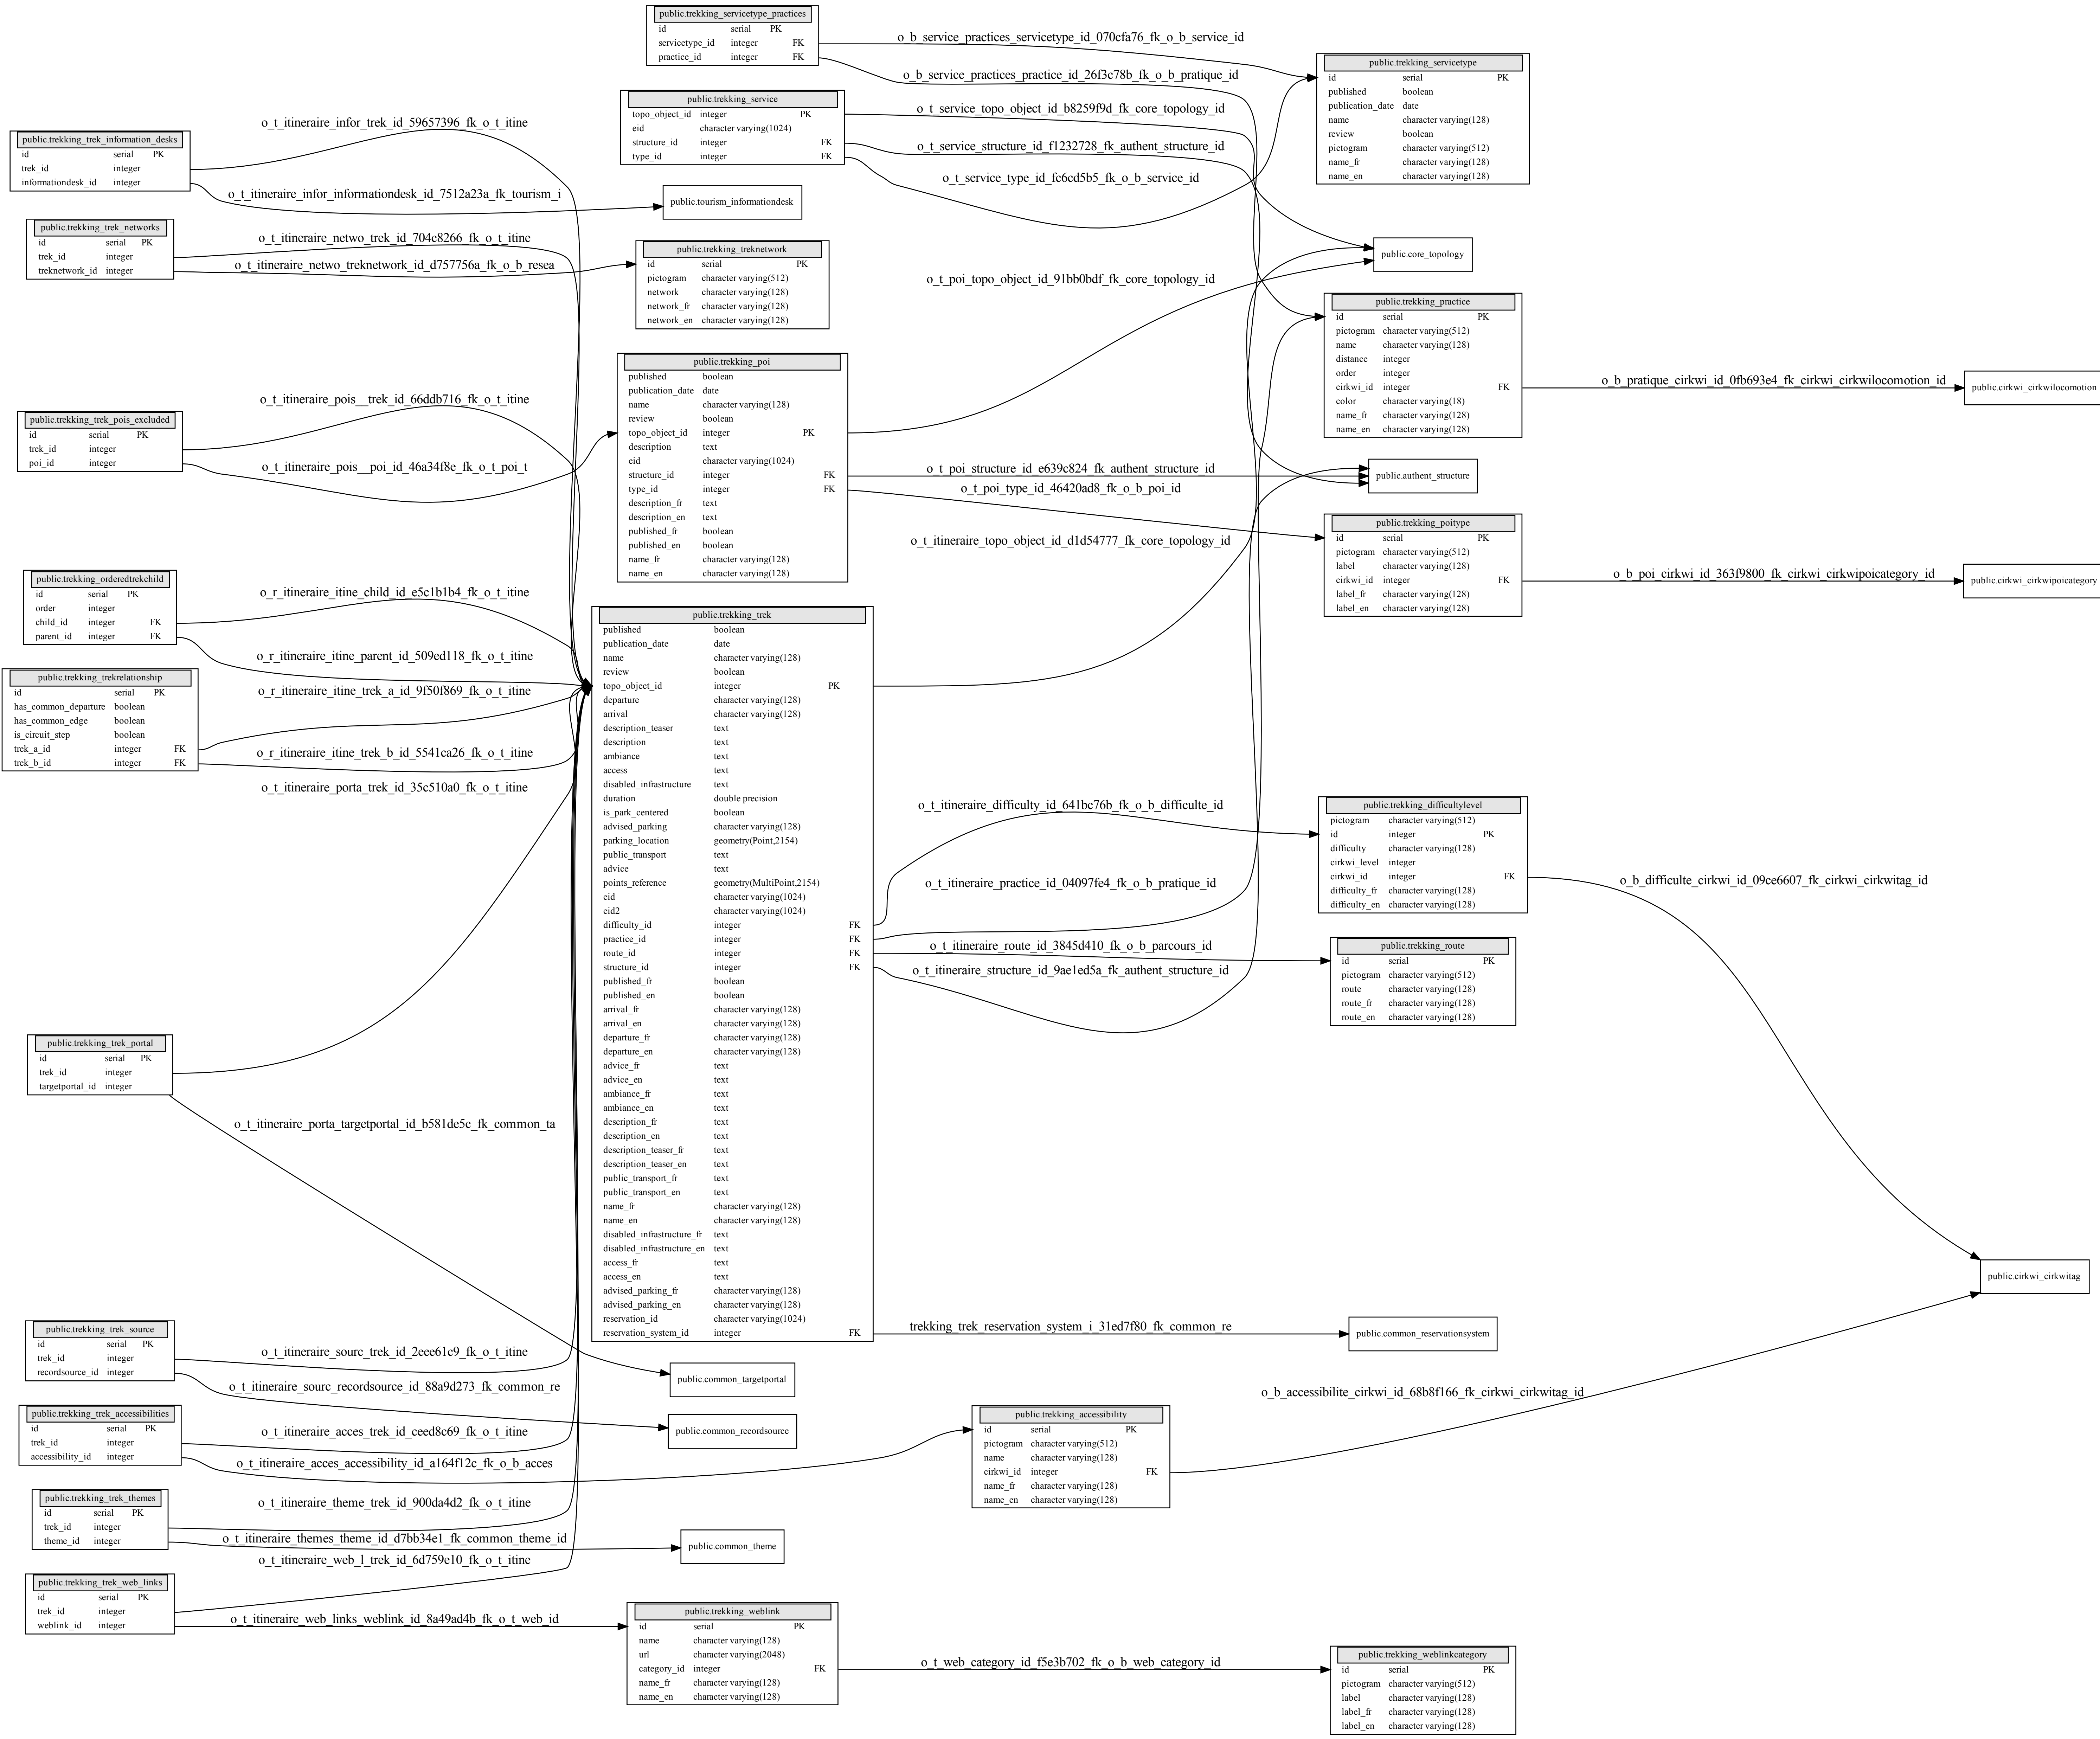 public.trekking_servicetype_practices
id serial PK
servicetype_id integer FK
practice_id integer FK
o_b_service_practices_servicetype_id_070cfa76_fk_o_b_service_id
o_b_service_practices_practice_id_26f3c78b_fk_o_b_pratique_id
public.trekking_servicetype
id serial PK
published boolean
publication_date date
name character varying(128)
review boolean
pictogram character varying(512)
name_fr character varying(128)
name_en character varying(128)
public.trekking_service
topo_object_id integer PK
eid character varying(1024)
structure_id integer FK
type_id integer FK
o_t_service_topo_object_id_b8259f9d_fk_core_topology_id
o_t_service_structure_id_f1232728_fk_authent_structure_id
o_t_service_type_id_fc6cd5b5_fk_o_b_service_id
public.trekking_trek_information_desks
id serial PK
trek_id integer
informationdesk_id integer
o_t_itineraire_infor_trek_id_59657396_fk_o_t_itine
o_t_itineraire_infor_informationdesk_id_7512a23a_fk_tourism_i
public.tourism_informationdesk
public.trekking_trek_networks
id serial PK
trek_id integer
treknetwork_id integer
o_t_itineraire_netwo_trek_id_704c8266_fk_o_t_itine
o_t_itineraire_netwo_treknetwork_id_d757756a_fk_o_b_resea
public.trekking_treknetwork
id serial PK
pictogram character varying(512)
network character varying(128)
network_fr character varying(128)
network_en character varying(128)
public.core_topology
o_t_poi_topo_object_id_91bb0bdf_fk_core_topology_id
public.trekking_practice
id serial PK
pictogram character varying(512)
name character varying(128)
distance integer
order integer
cirkwi_id integer FK
color character varying(18)
name_fr character varying(128)
name_en character varying(128)
o_b_pratique_cirkwi_id_0fb693e4_fk_cirkwi_cirkwilocomotion_id
public.cirkwi_cirkwilocomotion
public.trekking_poi
published boolean
publication_date date
name character varying(128)
review boolean
topo_object_id integer PK
description text
eid character varying(1024)
structure_id integer FK
type_id integer FK
description_fr text
description_en text
published_fr boolean
published_en boolean
name_fr character varying(128)
name_en character varying(128)
public.trekking_trek_pois_excluded
id serial PK
trek_id integer
poi_id integer
o_t_itineraire_pois__trek_id_66ddb716_fk_o_t_itine
o_t_itineraire_pois__poi_id_46a34f8e_fk_o_t_poi_t
o_t_poi_structure_id_e639c824_fk_authent_structure_id
o_t_poi_type_id_46420ad8_fk_o_b_poi_id
public.authent_structure
o_t_itineraire_topo_object_id_d1d54777_fk_core_topology_id
public.trekking_poitype
id serial PK
pictogram character varying(512)
label character varying(128)
cirkwi_id integer FK
label_fr character varying(128)
label_en character varying(128)
o_b_poi_cirkwi_id_363f9800_fk_cirkwi_cirkwipoicategory_id
public.cirkwi_cirkwipoicategory
public.trekking_orderedtrekchild
id serial PK
order integer
child_id integer FK
parent_id integer FK
o_r_itineraire_itine_child_id_e5c1b1b4_fk_o_t_itine
o_r_itineraire_itine_parent_id_509ed118_fk_o_t_itine
public.trekking_trekrelationship
id serial PK
has_common_departure boolean
has_common_edge boolean
is_circuit_step boolean
trek_a_id integer FK
trek_b_id integer FK
o_r_itineraire_itine_trek_a_id_9f50f869_fk_o_t_itine
o_r_itineraire_itine_trek_b_id_5541ca26_fk_o_t_itine
o_t_itineraire_porta_trek_id_35c510a0_fk_o_t_itine
public.trekking_trek
published boolean
publication_date date
name character varying(128)
review boolean
topo_object_id integer PK
departure character varying(128)
arrival character varying(128)
description_teaser text
description text
ambiance text
access text
disabled_infrastructure text
duration double precision
is_park_centered boolean
advised_parking character varying(128)
parking_location geometry(Point,2154)
public_transport text
advice text
points_reference geometry(MultiPoint,2154)
eid character varying(1024)
eid2 character varying(1024)
difficulty_id integer FK
practice_id integer FK
route_id integer FK
structure_id integer FK
published_fr boolean
published_en boolean
arrival_fr character varying(128)
arrival_en character varying(128)
departure_fr character varying(128)
departure_en character varying(128)
advice_fr text
advice_en text
ambiance_fr text
ambiance_en text
description_fr text
description_en text
description_teaser_fr text
description_teaser_en text
public_transport_fr text
public_transport_en text
name_fr character varying(128)
name_en character varying(128)
disabled_infrastructure_fr text
disabled_infrastructure_en text
access_fr text
access_en text
advised_parking_fr character varying(128)
advised_parking_en character varying(128)
reservation_id character varying(1024)
reservation_system_id integer FK
o_t_itineraire_difficulty_id_641bc76b_fk_o_b_difficulte_id
o_t_itineraire_practice_id_04097fe4_fk_o_b_pratique_id
o_t_itineraire_route_id_3845d410_fk_o_b_parcours_id
o_t_itineraire_structure_id_9ae1ed5a_fk_authent_structure_id
public.trekking_difficultylevel
pictogram character varying(512)
id integer PK
difficulty character varying(128)
cirkwi_level integer
cirkwi_id integer FK
difficulty_fr character varying(128)
difficulty_en character varying(128)
o_b_difficulte_cirkwi_id_09ce6607_fk_cirkwi_cirkwitag_id
public.trekking_route
id serial PK
pictogram character varying(512)
route character varying(128)
route_fr character varying(128)
route_en character varying(128)
public.trekking_trek_portal
id serial PK
trek_id integer
targetportal_id integer
o_t_itineraire_porta_targetportal_id_b581de5c_fk_common_ta
public.cirkwi_cirkwitag
trekking_trek_reservation_system_i_31ed7f80_fk_common_re
public.common_reservationsystem
public.trekking_trek_source
id serial PK
trek_id integer
recordsource_id integer
o_t_itineraire_sourc_trek_id_2eee61c9_fk_o_t_itine
o_t_itineraire_sourc_recordsource_id_88a9d273_fk_common_re
public.common_targetportal
public.common_recordsource
o_b_accessibilite_cirkwi_id_68b8f166_fk_cirkwi_cirkwitag_id
public.trekking_trek_accessibilities
id serial PK
trek_id integer
accessibility_id integer
o_t_itineraire_acces_trek_id_ceed8c69_fk_o_t_itine
o_t_itineraire_acces_accessibility_id_a164f12c_fk_o_b_acces
public.trekking_accessibility
id serial PK
pictogram character varying(512)
name character varying(128)
cirkwi_id integer FK
name_fr character varying(128)
name_en character varying(128)
public.trekking_trek_themes
id serial PK
trek_id integer
theme_id integer
o_t_itineraire_theme_trek_id_900da4d2_fk_o_t_itine
o_t_itineraire_themes_theme_id_d7bb34e1_fk_common_theme_id
public.common_theme
o_t_itineraire_web_l_trek_id_6d759e10_fk_o_t_itine
public.trekking_trek_web_links
id serial PK
trek_id integer
weblink_id integer
o_t_itineraire_web_links_weblink_id_8a49ad4b_fk_o_t_web_id
public.trekking_weblink
id serial PK
name character varying(128)
url character varying(2048)
category_id integer FK
name_fr character varying(128)
name_en character varying(128)
o_t_web_category_id_f5e3b702_fk_o_b_web_category_id
public.trekking_weblinkcategory
id serial PK
pictogram character varying(512)
label character varying(128)
label_fr character varying(128)
label_en character varying(128)